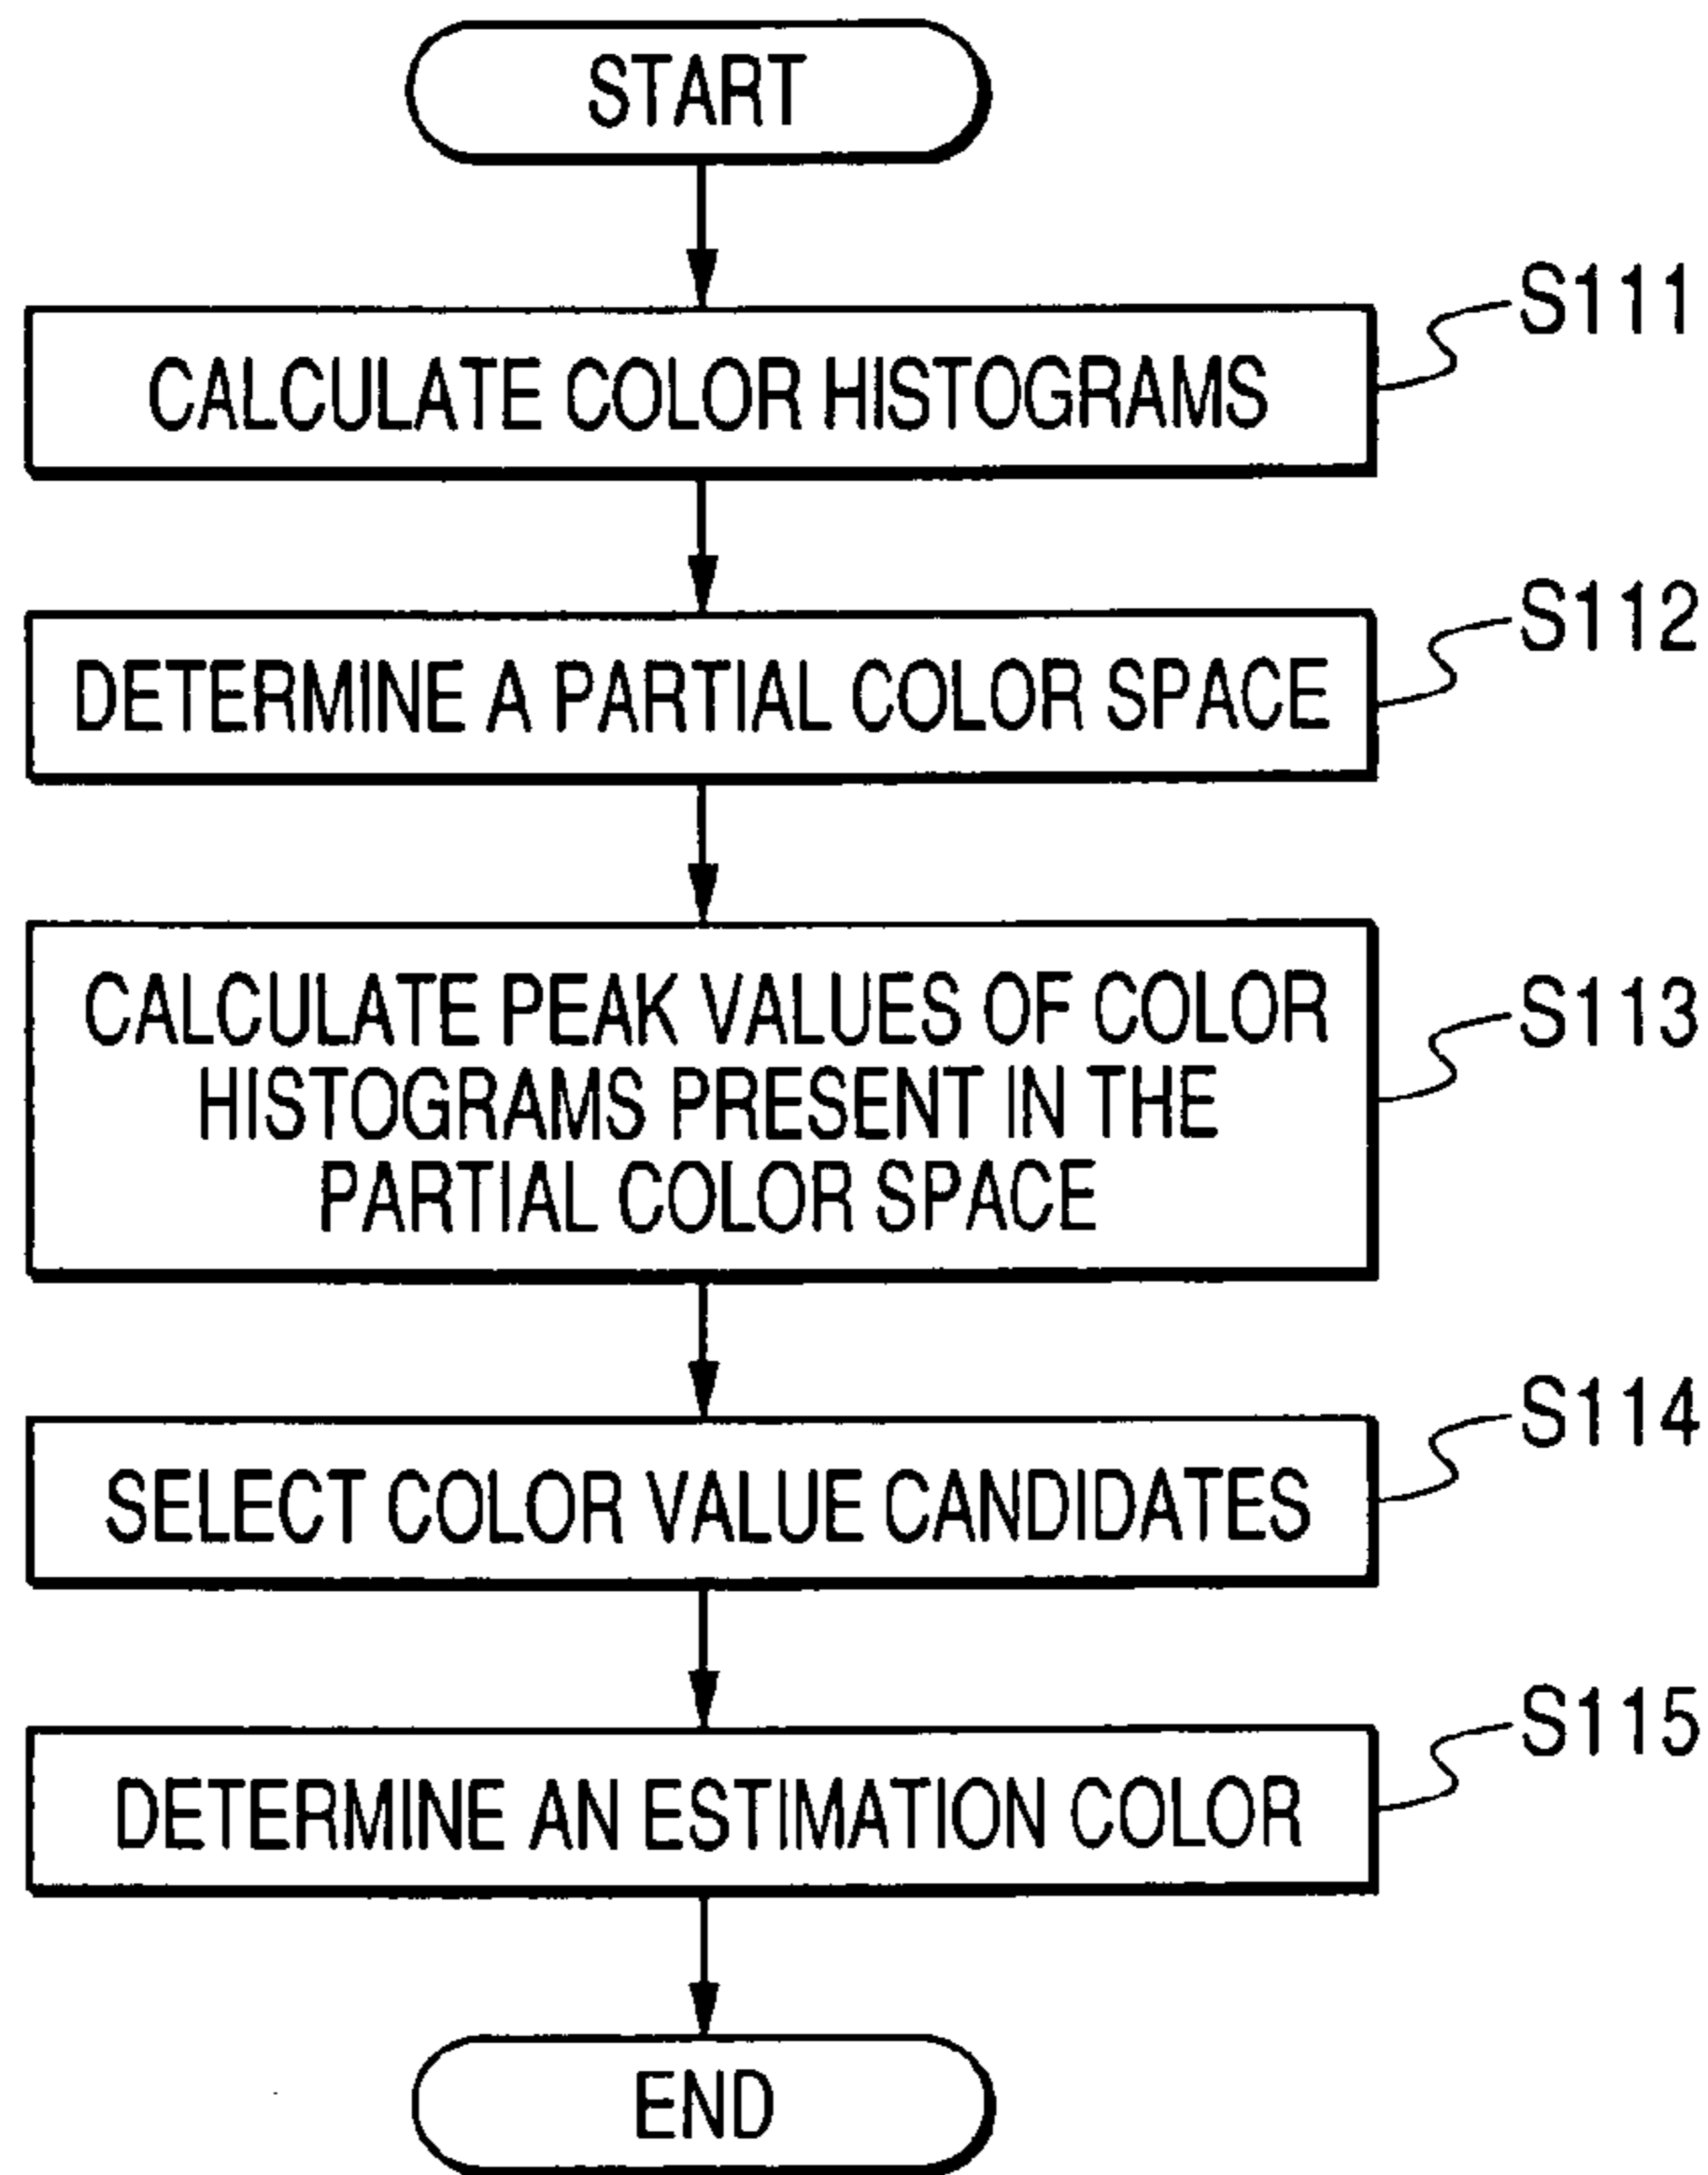 START
S111
CALCULATE COLOR HISTOGRAMS
S112
DETERMINE A PARTIAL COLOR SPACE
S113
CALCULATE PEAK VALUES OF COLOR
HISTOGRAMS PRESENT IN THE
PARTIAL COLOR SPACE
S114
SELECT COLOR VALUE CANDIDATES
S115
DETERMINE AN ESTIMATION COLOR
END